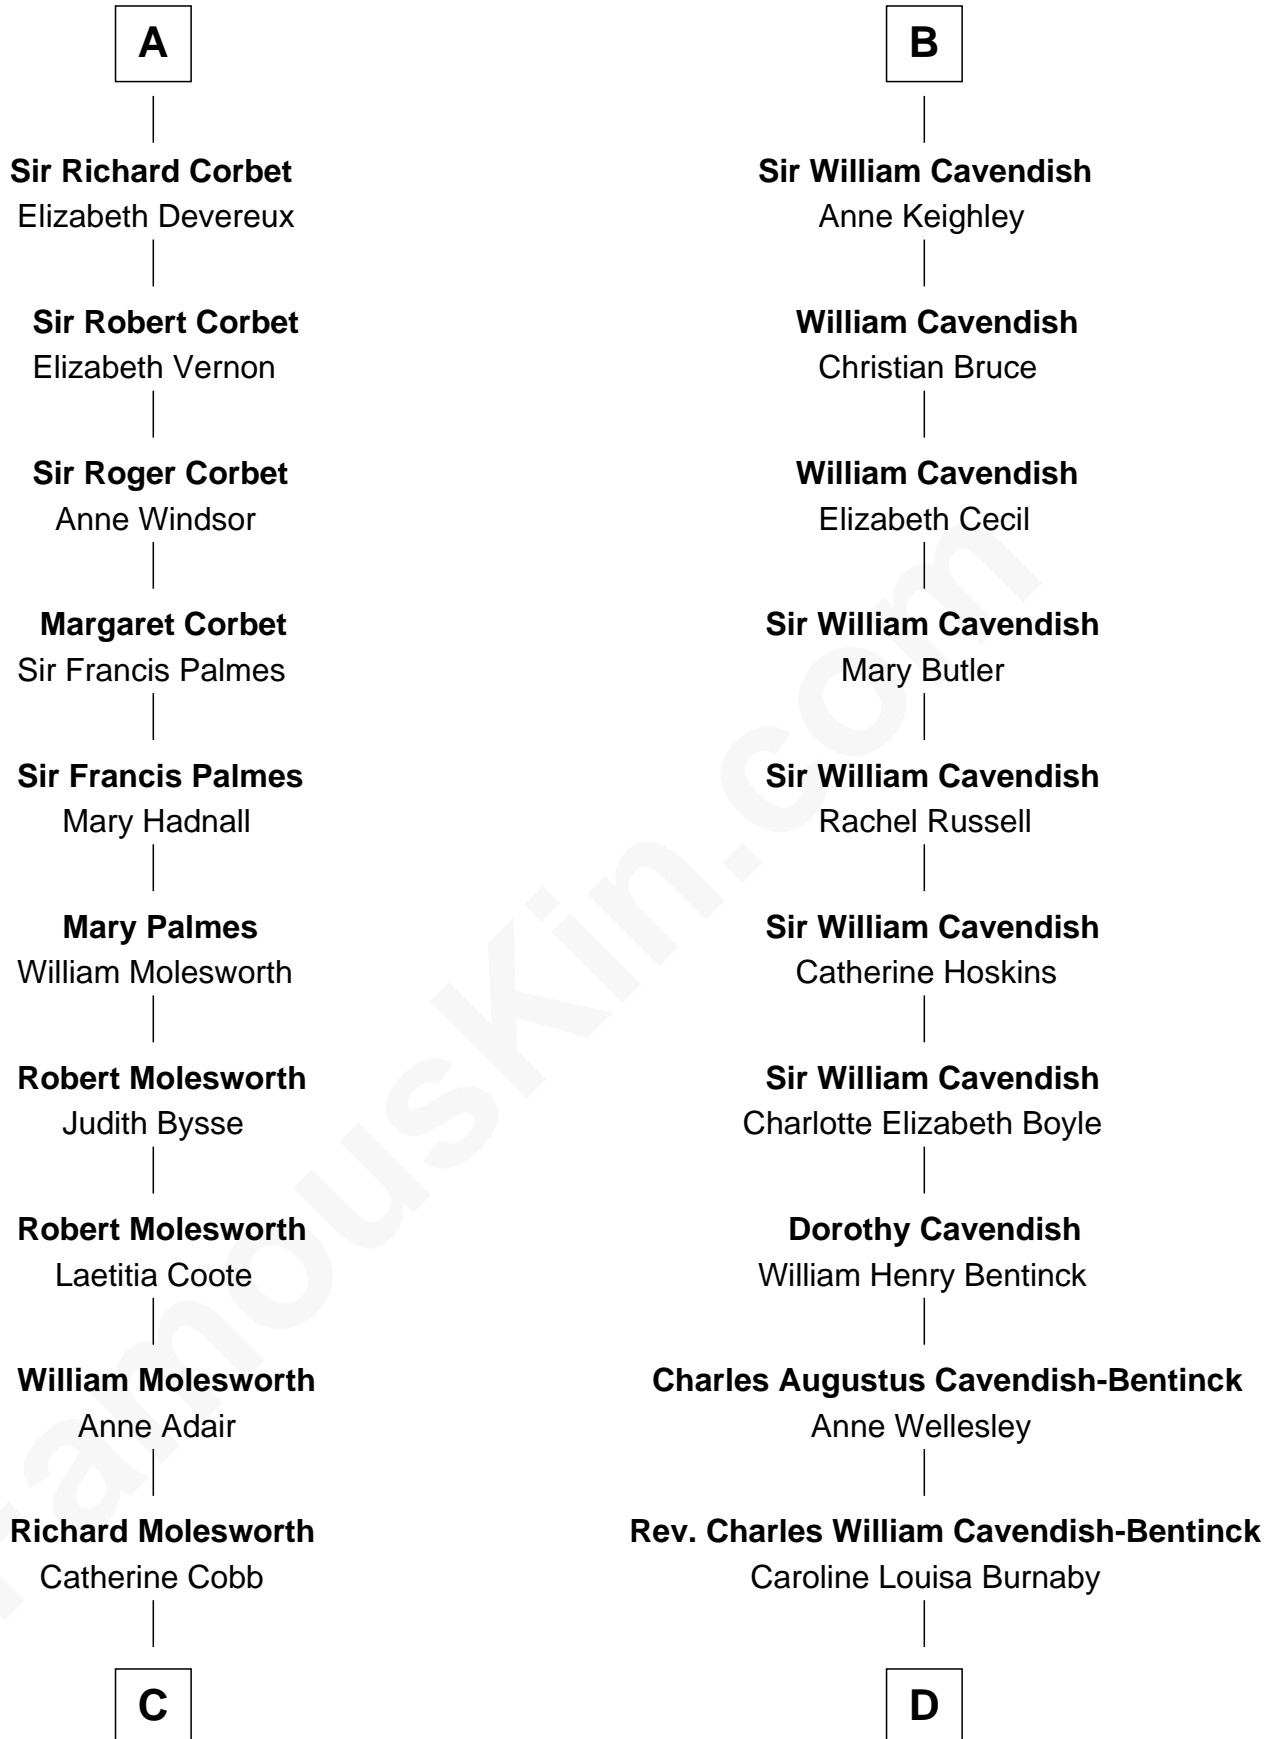 A
Sir Richard Corbet
Elizabeth Devereux
Sir Robert Corbet
Elizabeth Vernon
Sir Roger Corbet
Anne Windsor
Margaret Corbet
Sir Francis Palmes
Sir Francis Palmes
Mary Hadnall
Mary Palmes
William Molesworth
Robert Molesworth
Judith Bysse
Robert Molesworth
Laetitia Coote
William Molesworth
Anne Adair
Richard Molesworth
Catherine Cobb
C
B
Sir William Cavendish
Anne Keighley
William Cavendish
Christian Bruce
William Cavendish
Elizabeth Cecil
Sir William Cavendish
Mary Butler
Sir William Cavendish
Rachel Russell
Sir William Cavendish
Catherine Hoskins
Sir William Cavendish
Charlotte Elizabeth Boyle
Dorothy Cavendish
William Henry Bentinck
Charles Augustus Cavendish-Bentinck
Anne Wellesley
Rev. Charles William Cavendish-Bentinck
Caroline Louisa Burnaby
D
FamousKin.com